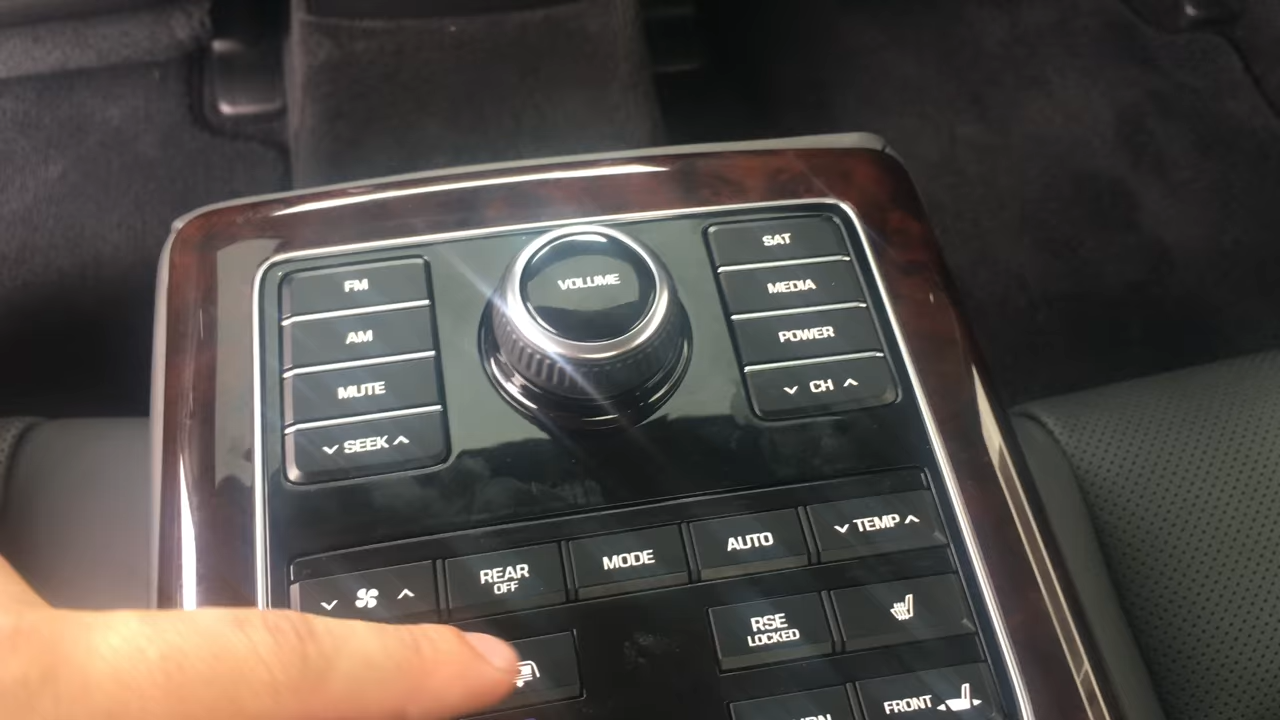 FM
AM
MUTE
SEEK
VOLUME
SAT
MEDIA
POWER
CH
REAR
OFF
MODE
AUTO
TEMP
RSE
LOCKED
FRONT